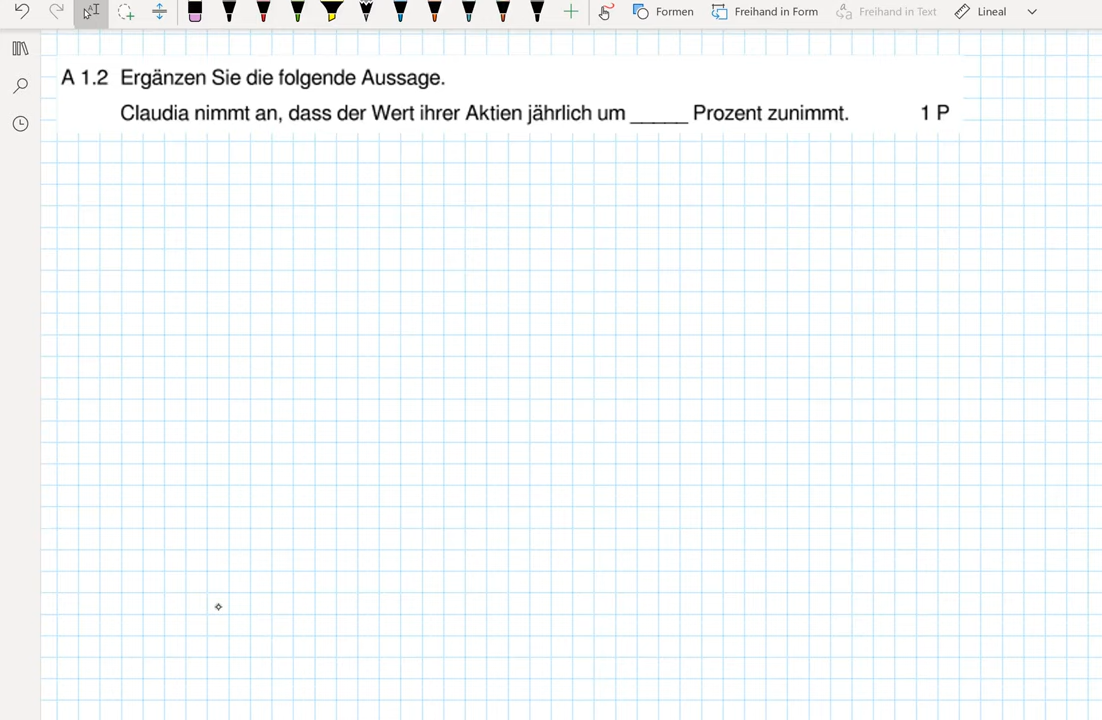 Formen Freihand in Form Freihand in Text Lineal
A 1.2 Ergänzen Sie die folgende Aussage.
Claudia nimmt an, dass der Wert ihrer Aktien jährlich um _____ Prozent zunimmt. 1 P